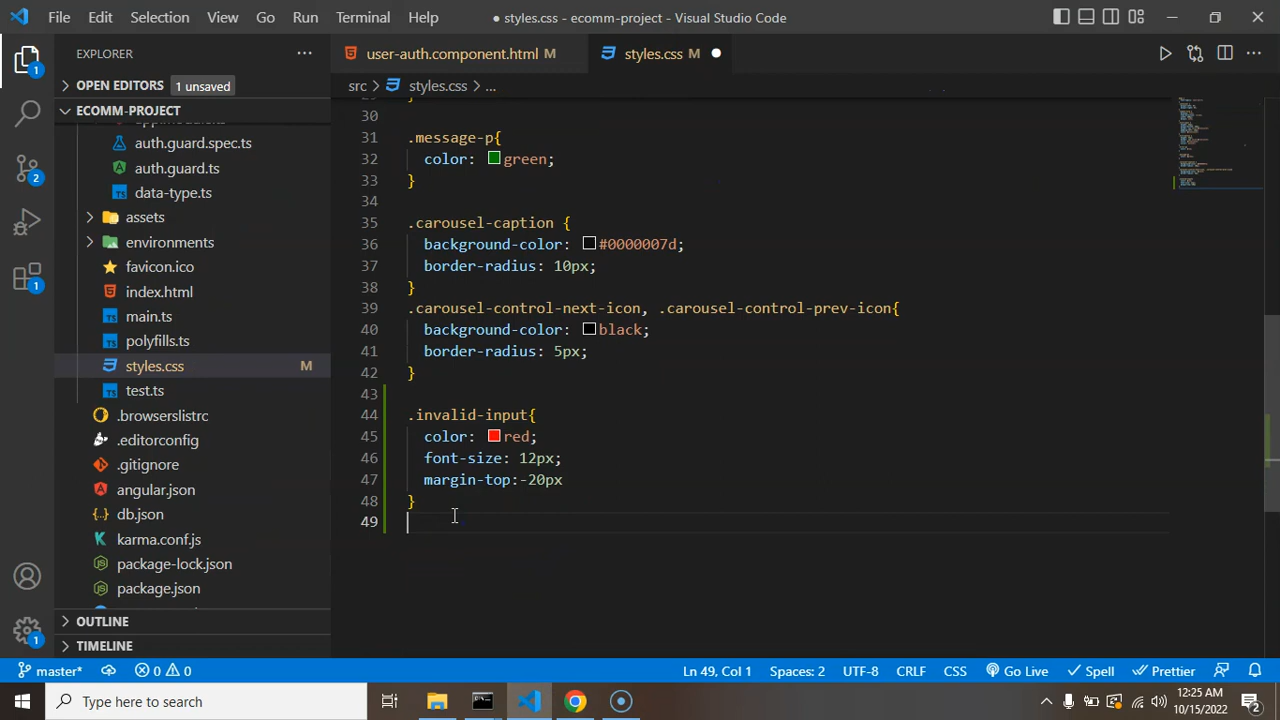 File Edit Selection View Go Run Terminal Help
● styles.css - ecomm-project - Visual Studio Code
EXPLORER
OPEN EDITORS 1 unsaved
ECOMM-PROJECT
auth.guard.spec.ts
auth.guard.ts
data-type.ts
assets
environments
favicon.ico
index.html
main.ts
polyfills.ts
styles.css M
test.ts
.browserslistrc
.editorconfig
.gitignore
angular.json
db.json
karma.conf.js
package-lock.json
package.json
OUTLINE
TIMELINE
user-auth.component.html M
styles.css M
src > styles.css > ...
30
31 .message-p{
32 color: green;
33 }
34
35 .carousel-caption {
36 background-color: #0000007d;
37 border-radius: 10px;
38 }
39 .carousel-control-next-icon, .carousel-control-prev-icon{
40 background-color: black;
41 border-radius: 5px;
42 }
43
44 .invalid-input{
45 color: red;
46 font-size: 12px;
47 margin-top:-20px
48 }
49
1
2
1
1
master* 0 0
Ln 49, Col 1 Spaces: 2 UTF-8 CRLF CSS Go Live Spell Prettier
Type here to search
12:25 AM
10/15/2022
2